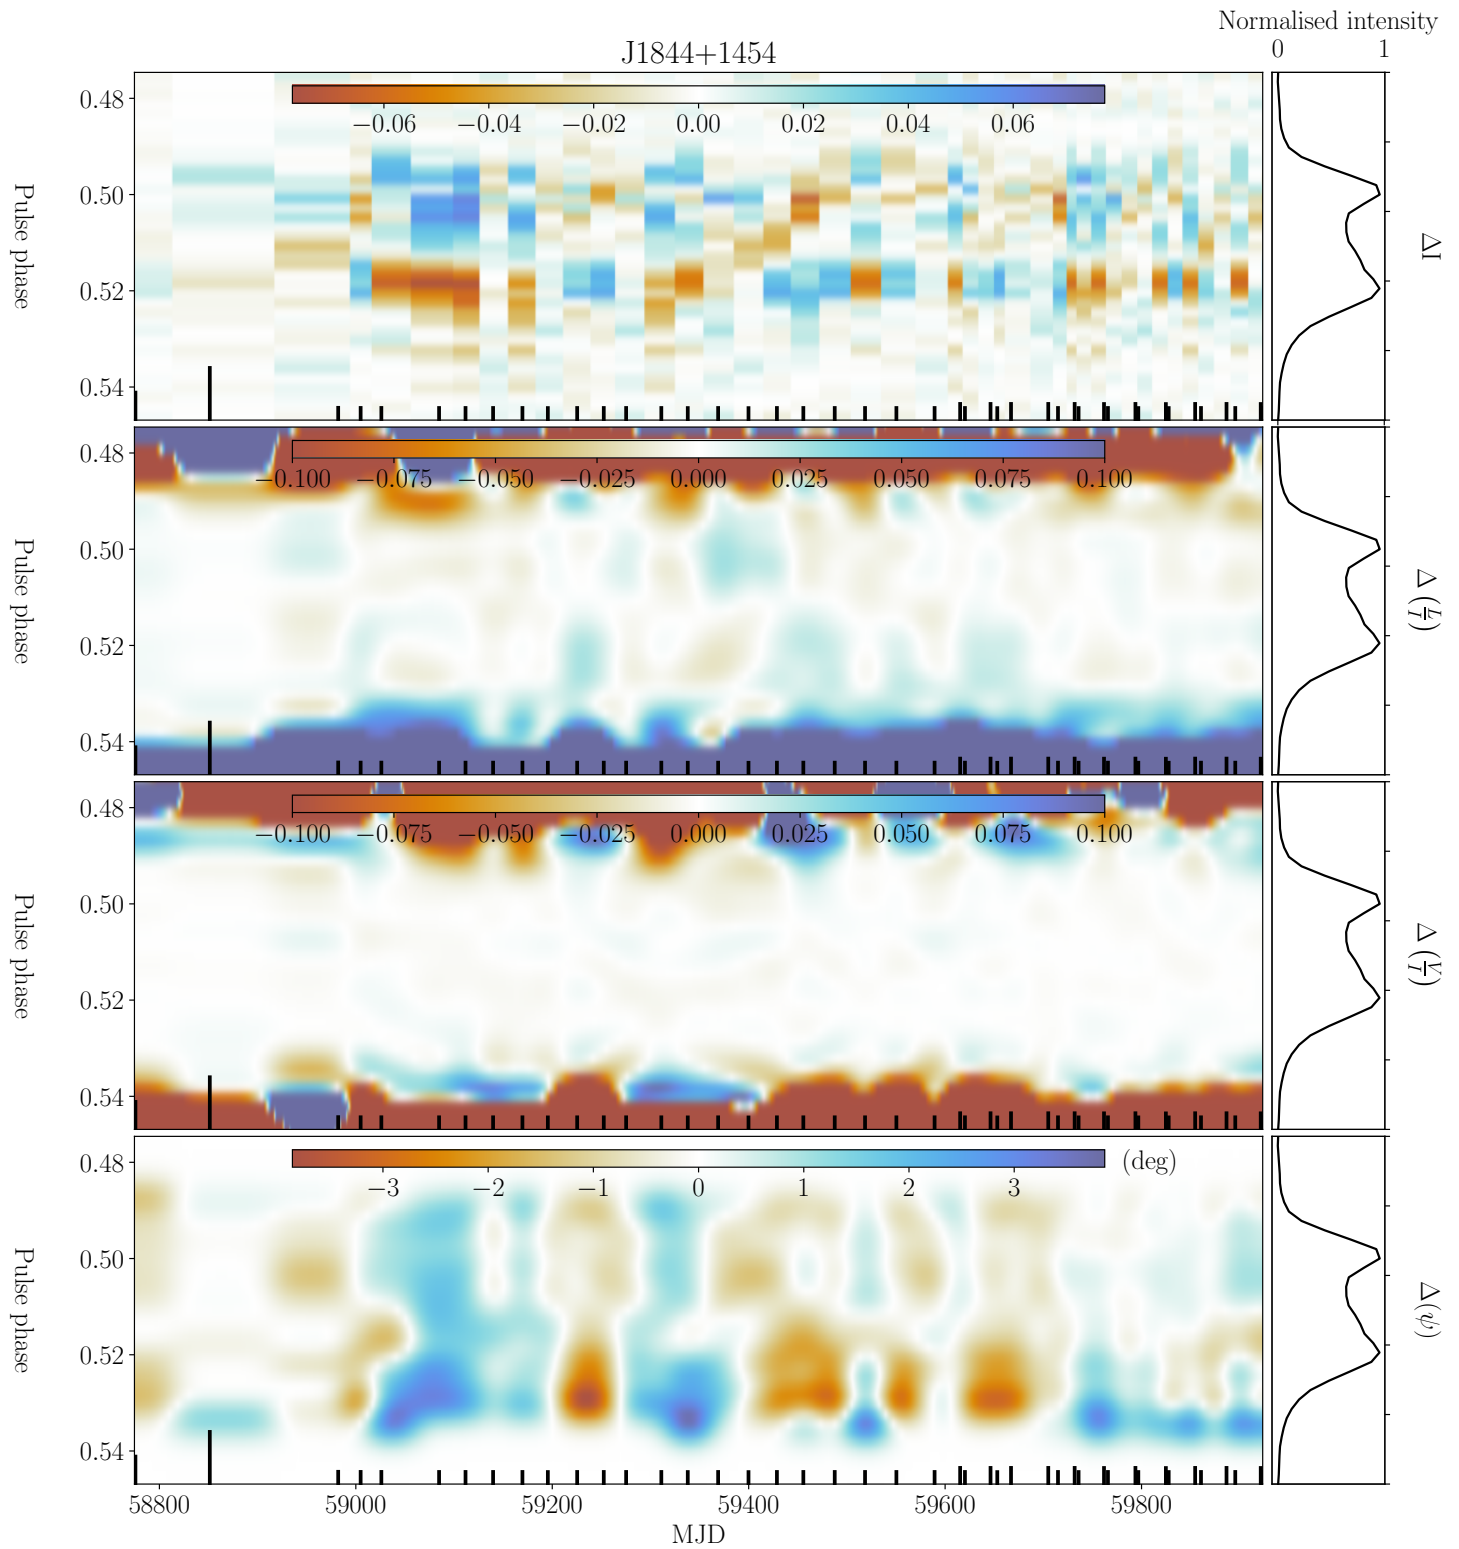 Normalised intensity
J1844+1454
0 1
0.48
0.50
0.52
0.54
Pulse phase
−0.06 −0.04 −0.02 0.00 0.02 0.04 0.06
ΔI
0.48
0.50
0.52
0.54
Pulse phase
−0.100 −0.075 −0.050 −0.025 0.000 0.025 0.050 0.075 0.100
Δ(L/I)
0.48
0.50
0.52
0.54
Pulse phase
−0.100 −0.075 −0.050 −0.025 0.000 0.025 0.050 0.075 0.100
Δ(V/I)
0.48
0.50
0.52
0.54
Pulse phase
(deg)
−3 −2 −1 0 1 2 3
Δ(ψ)
58800 59000 59200 59400 59600 59800
MJD